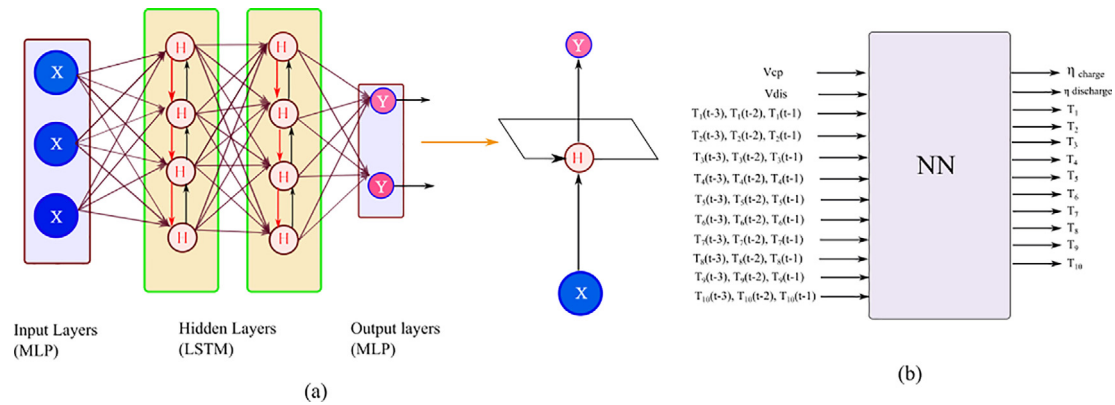 X
X
X
H
H
H
H
H
H
H
H
Y
Y
Input Layers
(MLP)
Hidden Layers
(LSTM)
Output layers
(MLP)
Y
H
X
(a)
Vcp
Vdis
T₁(t-3), T₁(t-2), T₁(t-1)
T₂(t-3), T₂(t-2), T₂(t-1)
T₃(t-3), T₃(t-2), T₃(t-1)
T₄(t-3), T₄(t-2), T₄(t-1)
T₅(t-3), T₅(t-2), T₅(t-1)
T₆(t-3), T₆(t-2), T₆(t-1)
T₇(t-3), T₇(t-2), T₇(t-1)
T₈(t-3), T₈(t-2), T₈(t-1)
T₉(t-3), T₉(t-2), T₉(t-1)
T₁₀(t-3), T₁₀(t-2), T₁₀(t-1)
NN
η charge
η discharge
T₁
T₂
T₃
T₄
T₅
T₆
T₇
T₈
T₉
T₁₀
(b)